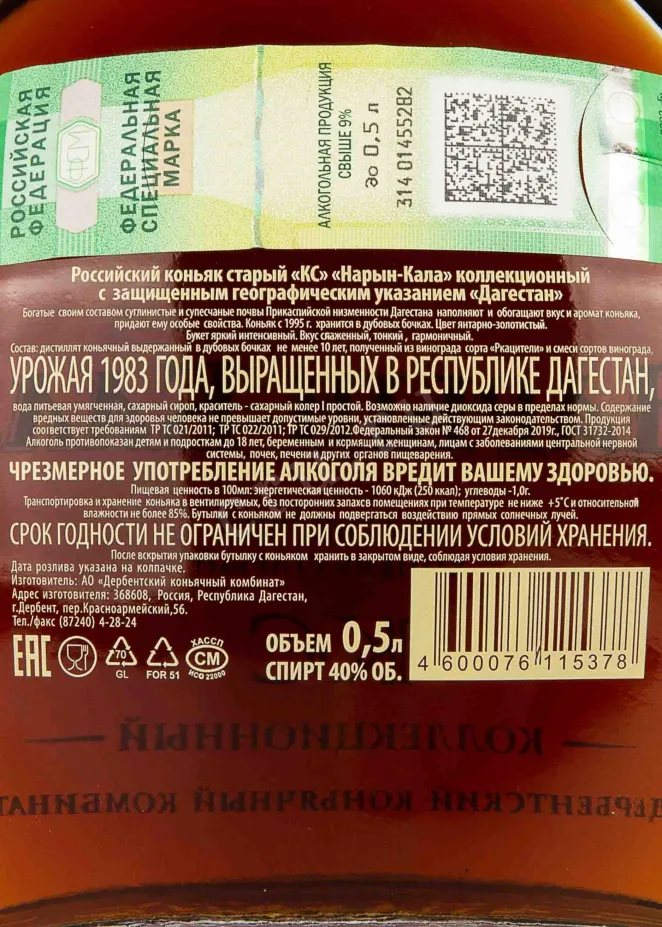 РОССИЙСКАЯ
ФЕДЕРАЦИЯ
ФСМ
ФЕДЕРАЛЬНАЯ
СПЕЦИАЛЬНАЯ
МАРКА
АЛКОГОЛЬНАЯ ПРОДУКЦИЯ
СВЫШЕ 9%
до 0,5 л
314 014552B2
Российский коньяк старый «КС» «Нарын-Кала» коллекционный
с защищенным географическим указанием «Дагестан»
Богатые своим составом суглинистые и супесчаные почвы Прикаспийской низменности Дагестана наполняют и обогащают вкус и аромат коньяка,
придают ему особые свойства. Коньяк с 1995 г. хранится в дубовых бочках. Цвет янтарно-золотистый.
Букет яркий интенсивный. Вкус слаженный, тонкий, гармоничный.
Состав: дистиллят коньячный выдержанный в дубовых бочках не менее 10 лет, полученный из винограда сорта «Ркацители» и смеси сортов винограда,
УРОЖАЯ 1983 ГОДА, ВЫРАЩЕННЫХ В РЕСПУБЛИКЕ ДАГЕСТАН,
вода питьевая умягченная, сахарный сироп, краситель - сахарный колер I простой. Возможно наличие диоксида серы в пределах нормы. Содержание
вредных веществ для здоровья человека не превышает допустимые уровни, установленные действующим законодательством. Продукция
соответствует требованиям ТР ТС 021/2011; ТР ТС 022/2011; ТР ТС 029/2012. Федеральный закон № 468 от 27декабря 2019г., ГОСТ 31732-2014
Алкоголь противопоказан детям и подросткам до 18 лет, беременным и кормящим женщинам, лицам с заболеваниями центральной нервной
системы, почек, печени и других органов пищеварения.
ЧРЕЗМЕРНОЕ УПОТРЕБЛЕНИЕ АЛКОГОЛЯ ВРЕДИТ ВАШЕМУ ЗДОРОВЬЮ.
Пищевая ценность в 100мл: энергетическая ценность - 1060 кДж (250 ккал); углеводы -1,0г.
Транспортировка и хранение коньяка в вентилируемых, без посторонних запахов помещениях при температуре не ниже +5°С и относительной
влажности не более 85%. Бутылки с коньяком не должны подвергаться воздействию прямых солнечных лучей.
СРОК ГОДНОСТИ НЕ ОГРАНИЧЕН ПРИ СОБЛЮДЕНИИ УСЛОВИЙ ХРАНЕНИЯ.
После вскрытия упаковки бутылку с коньяком хранить в закрытом виде, соблюдая условия хранения.
Дата розлива указана на колпачке.
Изготовитель: АО «Дербентский коньячный комбинат»
Адрес изготовителя: 368608, Россия, Республика Дагестан,
г.Дербент, пер.Красноармейский,56.
Тел./факс (87240) 4-28-24
ЕАС
70
GL
FOR 51
ХАССП
СМ
ИСО 22000
ОБЪЕМ 0,5л
СПИРТ 40% ОБ.
4 600076 115378
КОЛЛЕКЦИОННЫЙ
ДЕРБЕНТСКИЙ КОНЬЯЧНЫЙ КОМБИНАТ